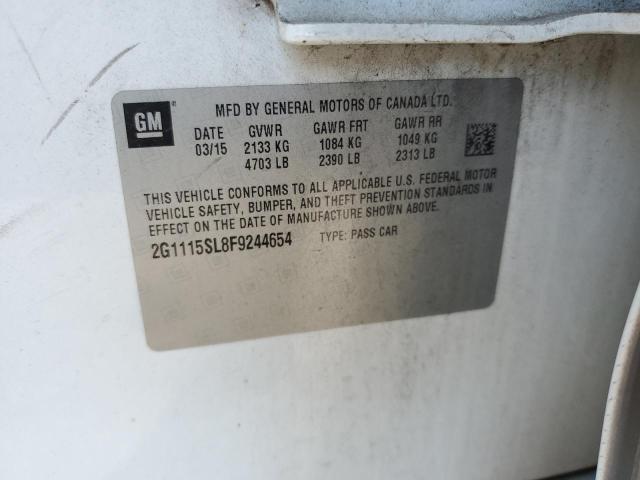 GM
MFD BY GENERAL MOTORS OF CANADA LTD.
DATE GVWR GAWR FRT GAWR RR
03/15 2133 KG 1084 KG 1049 KG
4703 LB 2390 LB 2313 LB
THIS VEHICLE CONFORMS TO ALL APPLICABLE U.S. FEDERAL MOTOR
VEHICLE SAFETY, BUMPER, AND THEFT PREVENTION STANDARDS IN
EFFECT ON THE DATE OF MANUFACTURE SHOWN ABOVE.
2G1115SL8F9244654 TYPE: PASS CAR